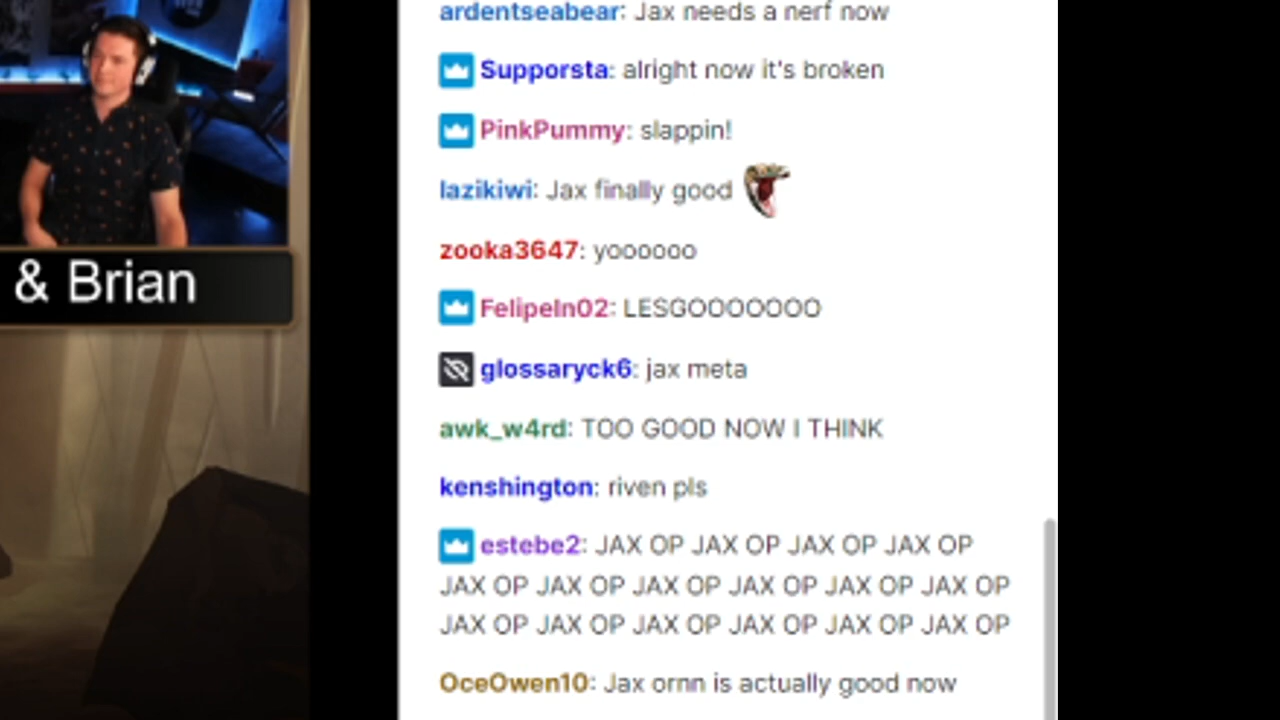 ardentseabear: Jax needs a nerf now
Supporsta: alright now it's broken
PinkPummy: slappin!
lazikiwi: Jax finally good
zooka3647: yoooooo
& Brian
FelipeIn02: LESGOOOOOOO
glossaryck6: jax meta
awk_w4rd: TOO GOOD NOW I THINK
kenshington: riven pls
estebe2: JAX OP JAX OP JAX OP JAX OP
JAX OP JAX OP JAX OP JAX OP JAX OP JAX OP
JAX OP JAX OP JAX OP JAX OP JAX OP JAX OP
OceOwen10: Jax ornn is actually good now